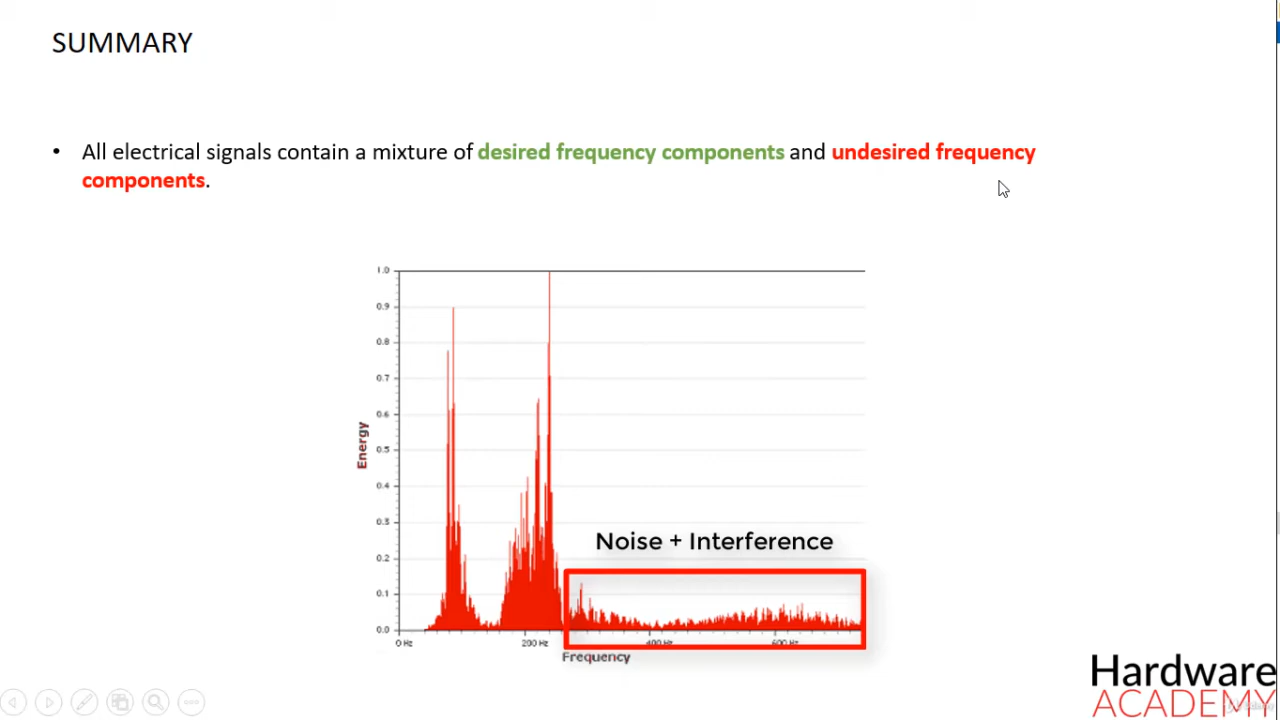 SUMMARY
• All electrical signals contain a mixture of desired frequency components and undesired frequency
components.
1.0
0.9
0.8
0.7
0.6
0.5
0.4
0.3
0.2
0.1
0.0
Energy
Noise + Interference
0 Hz 200 Hz 400 Hz 600 Hz
Frequency
Hardware
ACADEMY